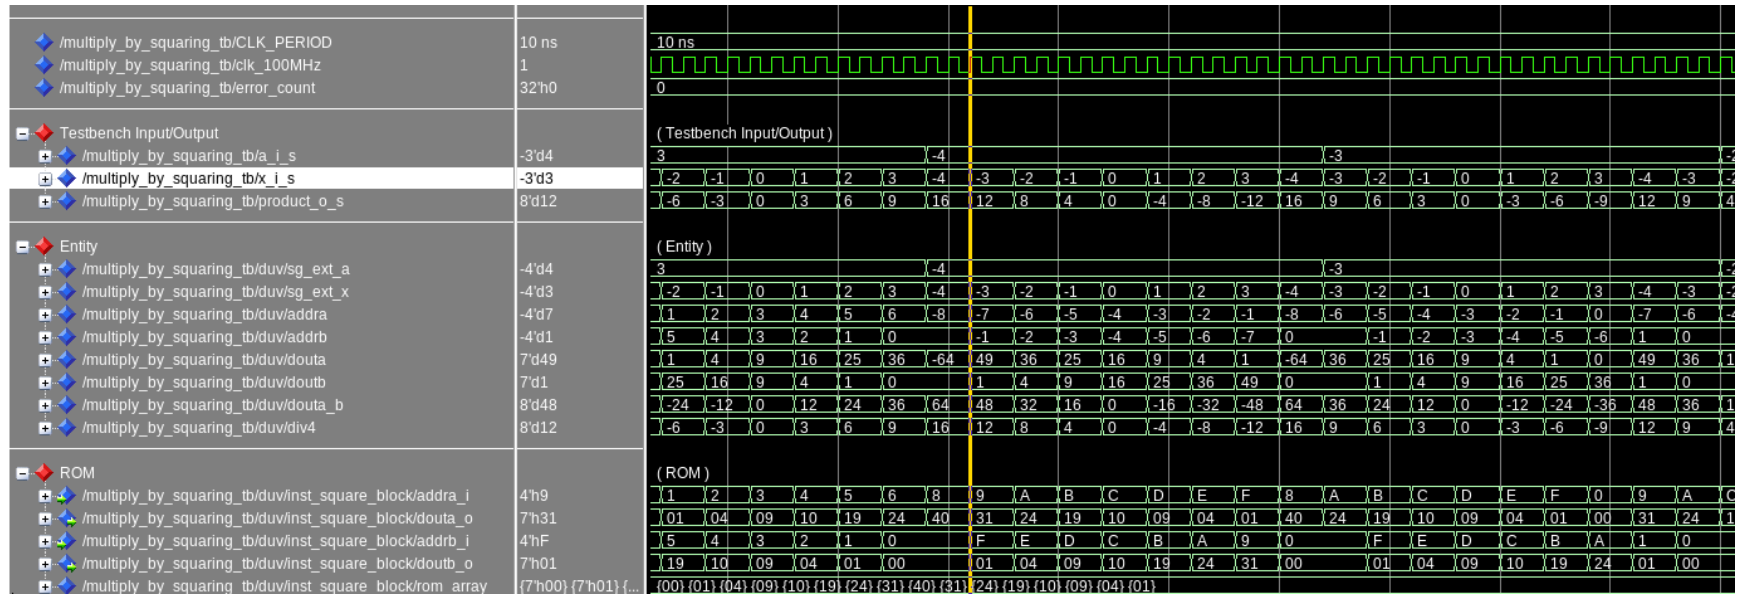 /multiply_by_squaring_tb/CLK_PERIOD 10 ns 10 ns
/multiply_by_squaring_tb/clk_100MHz 1
/multiply_by_squaring_tb/error_count 32'h0 0
Testbench Input/Output ( Testbench Input/Output )
/multiply_by_squaring_tb/a_i_s -3'd4 3 -4 -3 -2
/multiply_by_squaring_tb/x_i_s -3'd3 -2 -1 0 1 2 3 -4 -3 -2 -1 0 1 2 3 -4 -3 -2 -1 0 1 2 3 -4 -3 -2
/multiply_by_squaring_tb/product_o_s 8'd12 -6 -3 0 3 6 9 16 12 8 4 0 -4 -8 -12 16 9 6 3 0 -3 -6 -9 12 9 4
Entity ( Entity )
/multiply_by_squaring_tb/duv/sg_ext_a -4'd4 3 -4 -3 -2
/multiply_by_squaring_tb/duv/sg_ext_x -4'd3 -2 -1 0 1 2 3 -4 -3 -2 -1 0 1 2 3 -4 -3 -2 -1 0 1 2 3 -4 -3 -2
/multiply_by_squaring_tb/duv/addra -4'd7 1 2 3 4 5 6 -8 -7 -6 -5 -4 -3 -2 -1 -8 -6 -5 -4 -3 -2 -1 0 -7 -6 -4
/multiply_by_squaring_tb/duv/addrb -4'd1 5 4 3 2 1 0 -1 -2 -3 -4 -5 -6 -7 0 -1 -2 -3 -4 -5 -6 1 0
/multiply_by_squaring_tb/duv/douta 7'd49 1 4 9 16 25 36 -64 49 36 25 16 9 4 1 -64 36 25 16 9 4 1 0 49 36 1
/multiply_by_squaring_tb/duv/doutb 7'd1 25 16 9 4 1 0 1 4 9 16 25 36 49 0 1 4 9 16 25 36 1 0
/multiply_by_squaring_tb/duv/douta_b 8'd48 -24 -12 0 12 24 36 64 48 32 16 0 -16 -32 -48 64 36 24 12 0 -12 -24 -36 48 36 1
/multiply_by_squaring_tb/duv/div4 8'd12 -6 -3 0 3 6 9 16 12 8 4 0 -4 -8 -12 16 9 6 3 0 -3 -6 -9 12 9 4
ROM ( ROM )
/multiply_by_squaring_tb/duv/inst_square_block/addra_i 4'h9 1 2 3 4 5 6 8 9 A B C D E F 8 A B C D E F 0 9 A C
/multiply_by_squaring_tb/duv/inst_square_block/douta_o 7'h31 01 04 09 10 19 24 40 31 24 19 10 09 04 01 40 24 19 10 09 04 01 00 31 24 1
/multiply_by_squaring_tb/duv/inst_square_block/addrb_i 4'hF 5 4 3 2 1 0 F E D C B A 9 0 F E D C B A 1 0
/multiply_by_squaring_tb/duv/inst_square_block/doutb_o 7'h01 19 10 09 04 01 00 01 04 09 10 19 24 31 00 01 04 09 10 19 24 01 00
/multiply_by_squaring_tb/duv/inst_square_block/rom_array {7'h00} {7'h01} {... {00} {01} {04} {09} {10} {19} {24} {31} {40} {31} {24} {19} {10} {09} {04} {01}